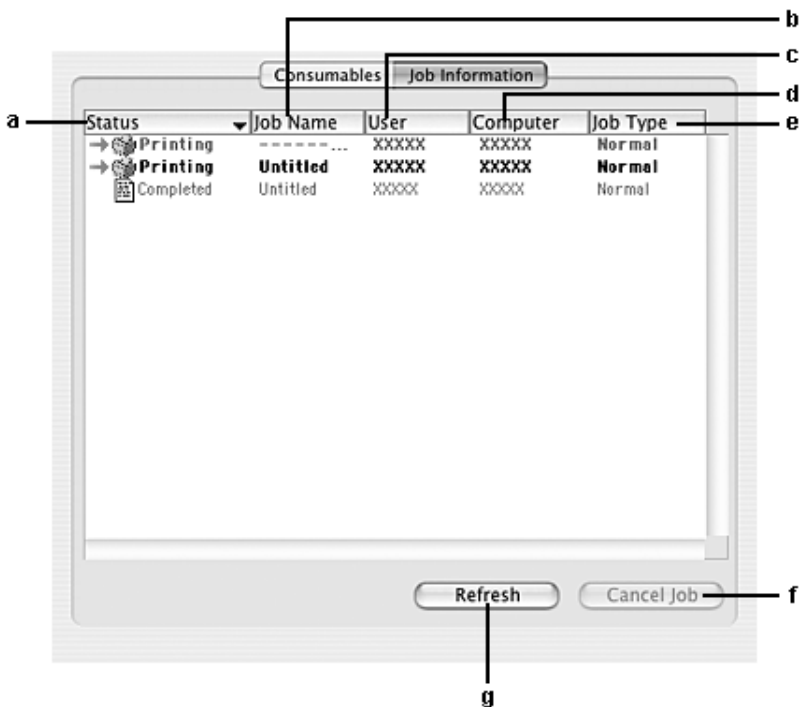 b
c
Consumables Job Information
d
a Status Job Name User Computer Job Type e
Printing ------... XXXXX XXXXX Normal
Printing Untitled XXXXX XXXXX Normal
Completed Untitled XXXXX XXXXX Normal
Refresh Cancel Job f
g